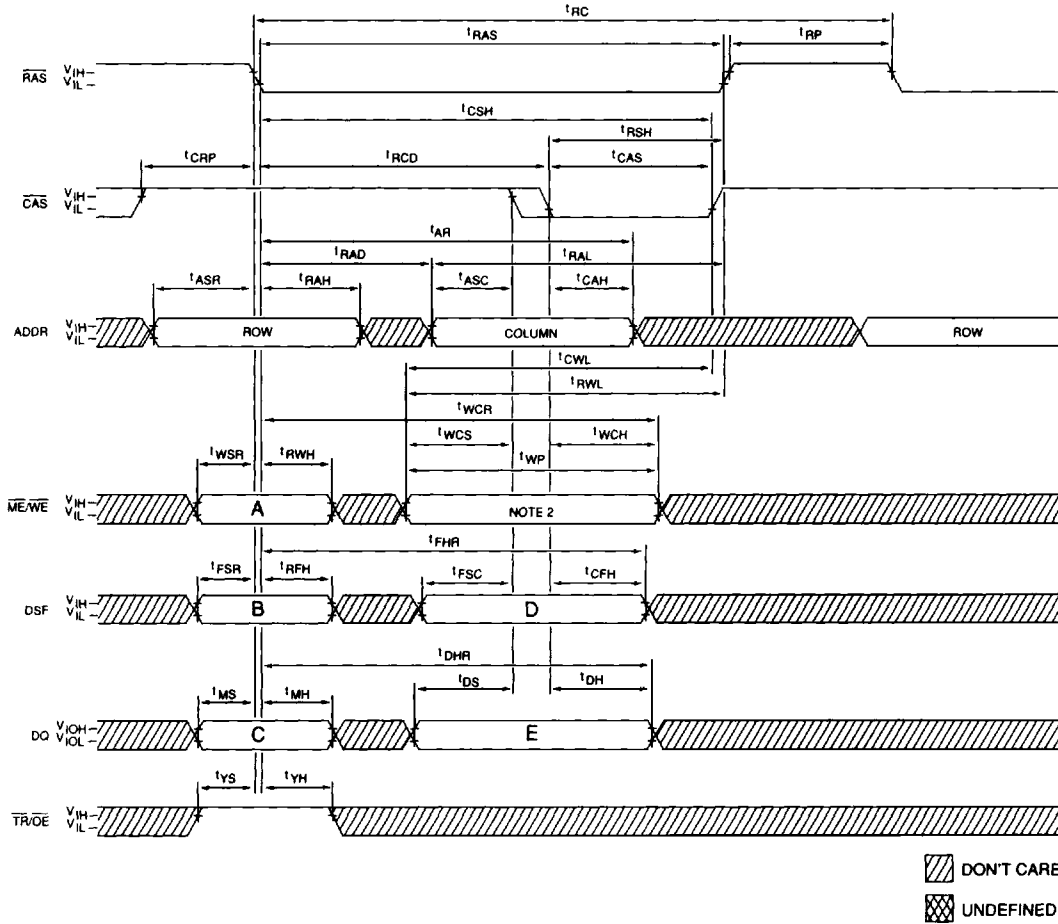 tRC
tRAS tRP
RAS VIH VIL
tCSH
tRSH
tCRP tRCD tCAS
CAS VIH VIL
tAR
tRAD tRAL
tASR tRAH tASC tCAH
ADDR VIH VIL ROW COLUMN ROW
tCWL
tRWL
tWCR
tWCS tWCH
tWSR tRWH tWP
ME/WE VIH VIL A NOTE 2
tFHR
tFSR tRFH tFSC tCFH
DSF VIH VIL B D
tDHR
tMS tMH tDS tDH
DQ VIOH VIOL C E
tYS tYH
TR/OE VIH VIL
DON'T CARE
UNDEFINED